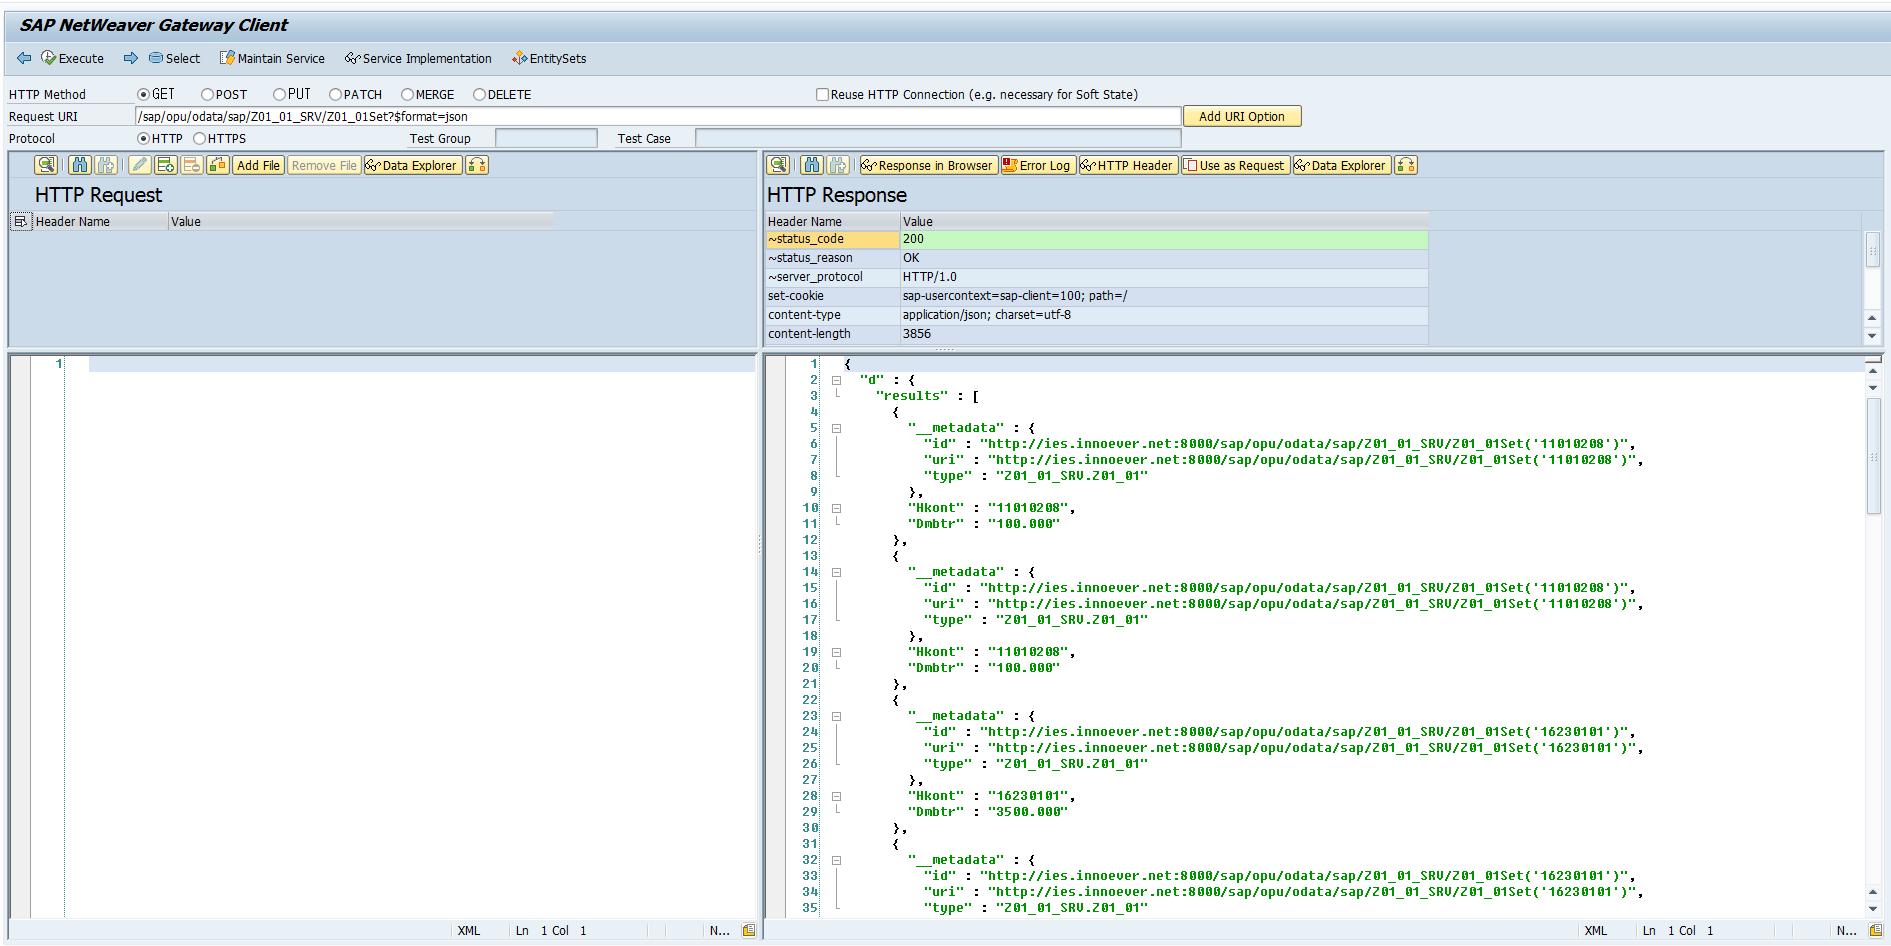 SAP NetWeaver Gateway Client
Execute Select Maintain Service Service Implementation EntitySets
HTTP Method GET POST PUT PATCH MERGE DELETE Reuse HTTP Connection (e.g. necessary for Soft State)
Request URI /sap/opu/odata/sap/Z01_01_SRV/Z01_01Set?$format=json Add URI Option
Protocol HTTP HTTPS Test Group Test Case
Add File Remove File Data Explorer
HTTP Request
Header Name Value
1
XML Ln 1 Col 1 N...
Response in Browser Error Log HTTP Header Use as Request Data Explorer
HTTP Response
Header Name Value
~status_code 200
~status_reason OK
~server_protocol HTTP/1.0
set-cookie sap-usercontext=sap-client=100; path=/
content-type application/json; charset=utf-8
content-length 3856
1 {
2 "d" : {
3 "results" : [
4 {
5 "__metadata" : {
6 "id" : "http://ies.innoever.net:8000/sap/opu/odata/sap/Z01_01_SRV/Z01_01Set('11010208')",
7 "uri" : "http://ies.innoever.net:8000/sap/opu/odata/sap/Z01_01_SRV/Z01_01Set('11010208')",
8 "type" : "Z01_01_SRV.Z01_01"
9 },
10 "Hkont" : "11010208",
11 "Dmbtr" : "100.000"
12 },
13 {
14 "__metadata" : {
15 "id" : "http://ies.innoever.net:8000/sap/opu/odata/sap/Z01_01_SRV/Z01_01Set('11010208')",
16 "uri" : "http://ies.innoever.net:8000/sap/opu/odata/sap/Z01_01_SRV/Z01_01Set('11010208')",
17 "type" : "Z01_01_SRV.Z01_01"
18 },
19 "Hkont" : "11010208",
20 "Dmbtr" : "100.000"
21 },
22 {
23 "__metadata" : {
24 "id" : "http://ies.innoever.net:8000/sap/opu/odata/sap/Z01_01_SRV/Z01_01Set('16230101')",
25 "uri" : "http://ies.innoever.net:8000/sap/opu/odata/sap/Z01_01_SRV/Z01_01Set('16230101')",
26 "type" : "Z01_01_SRV.Z01_01"
27 },
28 "Hkont" : "16230101",
29 "Dmbtr" : "3500.000"
30 },
31 {
32 "__metadata" : {
33 "id" : "http://ies.innoever.net:8000/sap/opu/odata/sap/Z01_01_SRV/Z01_01Set('16230101')",
34 "uri" : "http://ies.innoever.net:8000/sap/opu/odata/sap/Z01_01_SRV/Z01_01Set('16230101')",
35 "type" : "Z01_01_SRV.Z01_01"
XML Ln 1 Col 1 N...